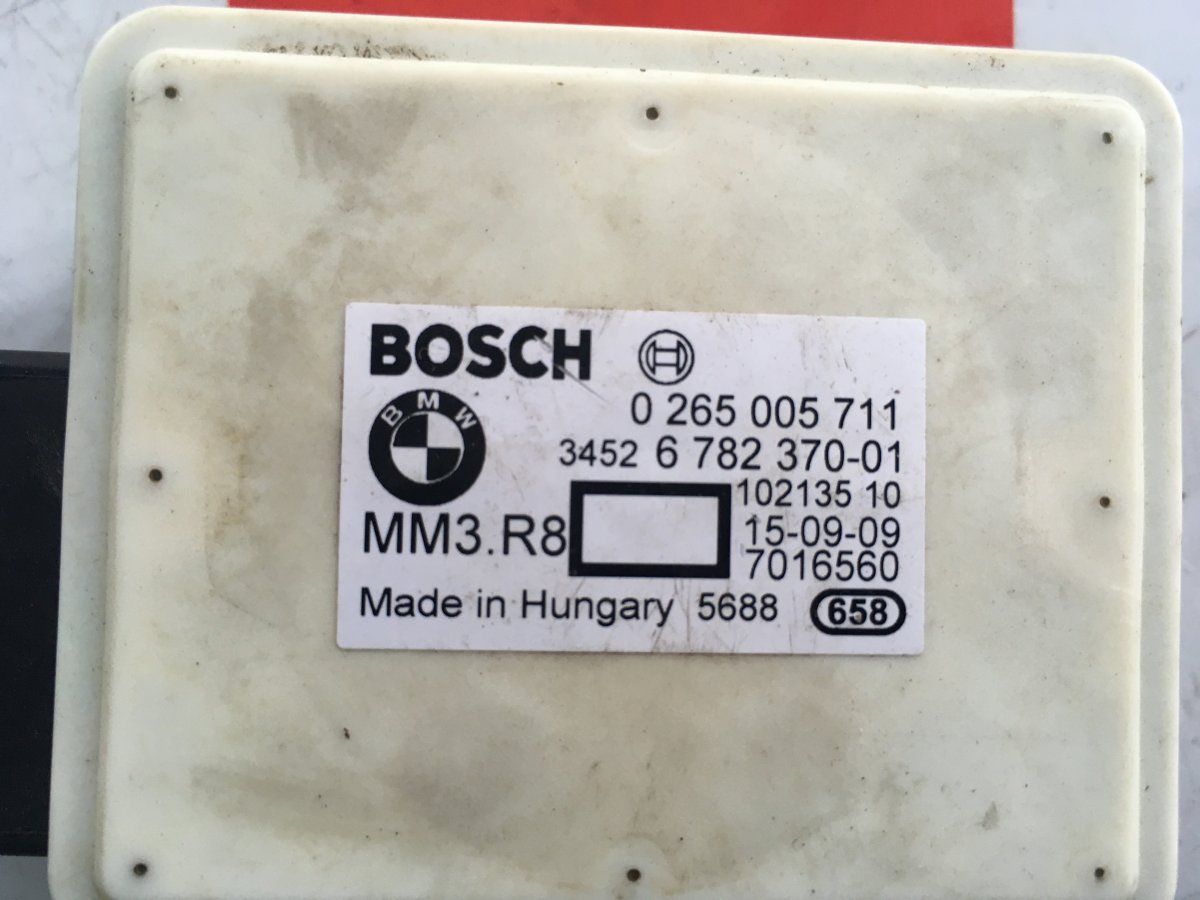 BOSCH
BMW
0 265 005 711
3452 6 782 370-01
102135 10
MM3.R8
15-09-09
7016560
Made in Hungary 5688
658